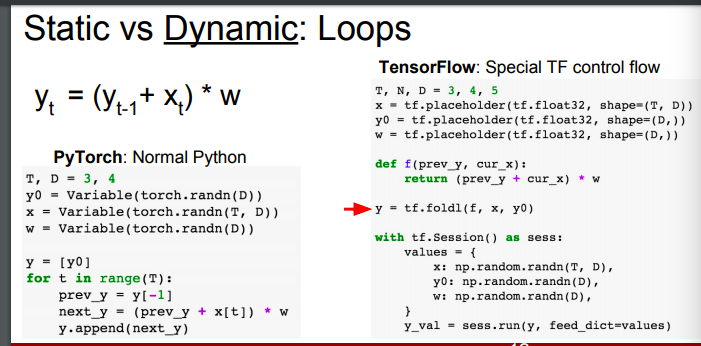 Static vs Dynamic: Loops
yt = (yt-1+ xt) * w
PyTorch: Normal Python
T, D = 3, 4
y0 = Variable(torch.randn(D))
x = Variable(torch.randn(T, D))
w = Variable(torch.randn(D))
y = [y0]
for t in range(T):
    prev_y = y[-1]
    next_y = (prev_y + x[t]) * w
    y.append(next_y)
TensorFlow: Special TF control flow
T, N, D = 3, 4, 5
x = tf.placeholder(tf.float32, shape=(T, D))
y0 = tf.placeholder(tf.float32, shape=(D,))
w = tf.placeholder(tf.float32, shape=(D,))
def f(prev_y, cur_x):
    return (prev_y + cur_x) * w
y = tf.foldl(f, x, y0)
with tf.Session() as sess:
    values = {
        x: np.random.randn(T, D),
        y0: np.random.randn(D),
        w: np.random.randn(D),
    }
    y_val = sess.run(y, feed_dict=values)